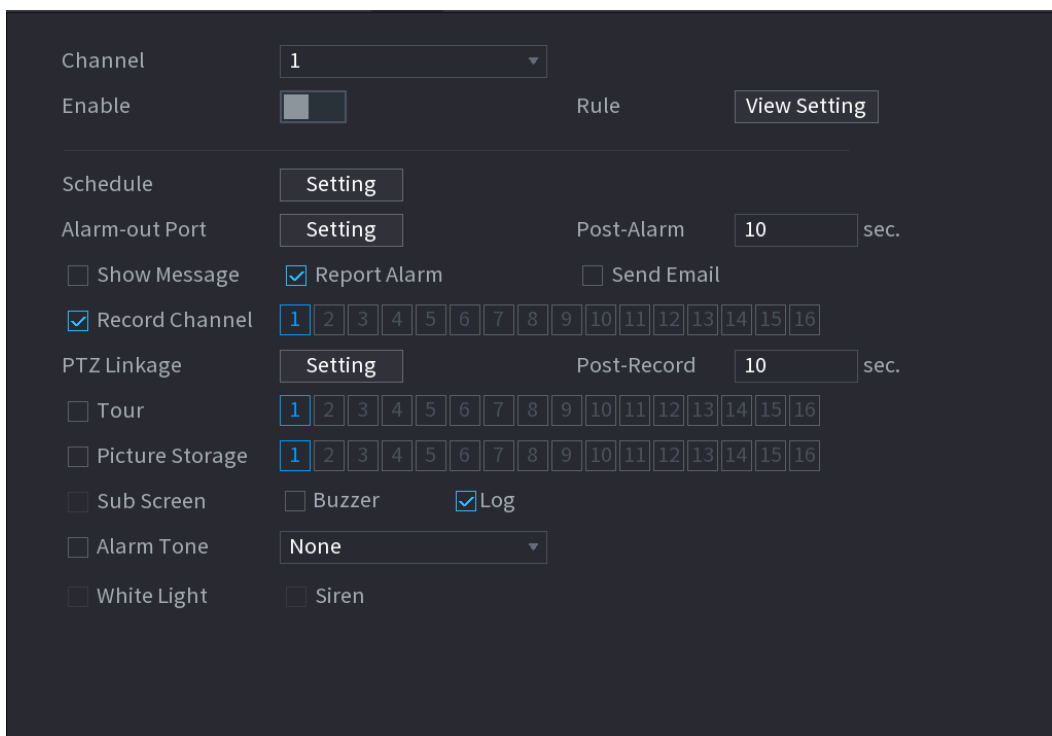 Channel 1
Enable Rule View Setting
Schedule Setting
Alarm-out Port Setting Post-Alarm 10 sec.
Show Message Report Alarm Send Email
Record Channel 1 2 3 4 5 6 7 8 9 10 11 12 13 14 15 16
PTZ Linkage Setting Post-Record 10 sec.
Tour 1 2 3 4 5 6 7 8 9 10 11 12 13 14 15 16
Picture Storage 1 2 3 4 5 6 7 8 9 10 11 12 13 14 15 16
Sub Screen Buzzer Log
Alarm Tone None
White Light Siren